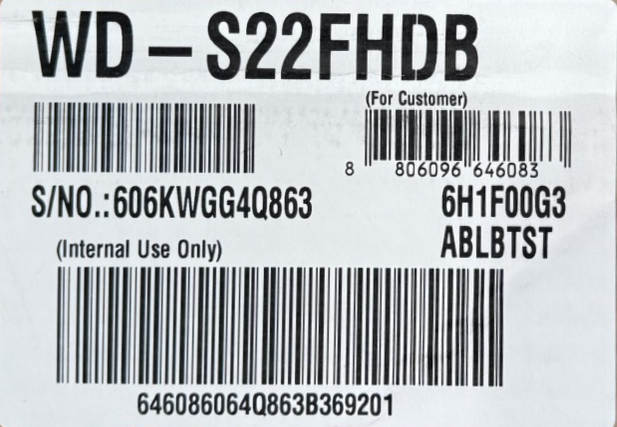 WD-S22FHDB
(For Customer)
8 806096 646083
S/NO.:606KWGG4Q863
6H1F00G3
ABLBTST
(Internal Use Only)
646086064Q863B369201